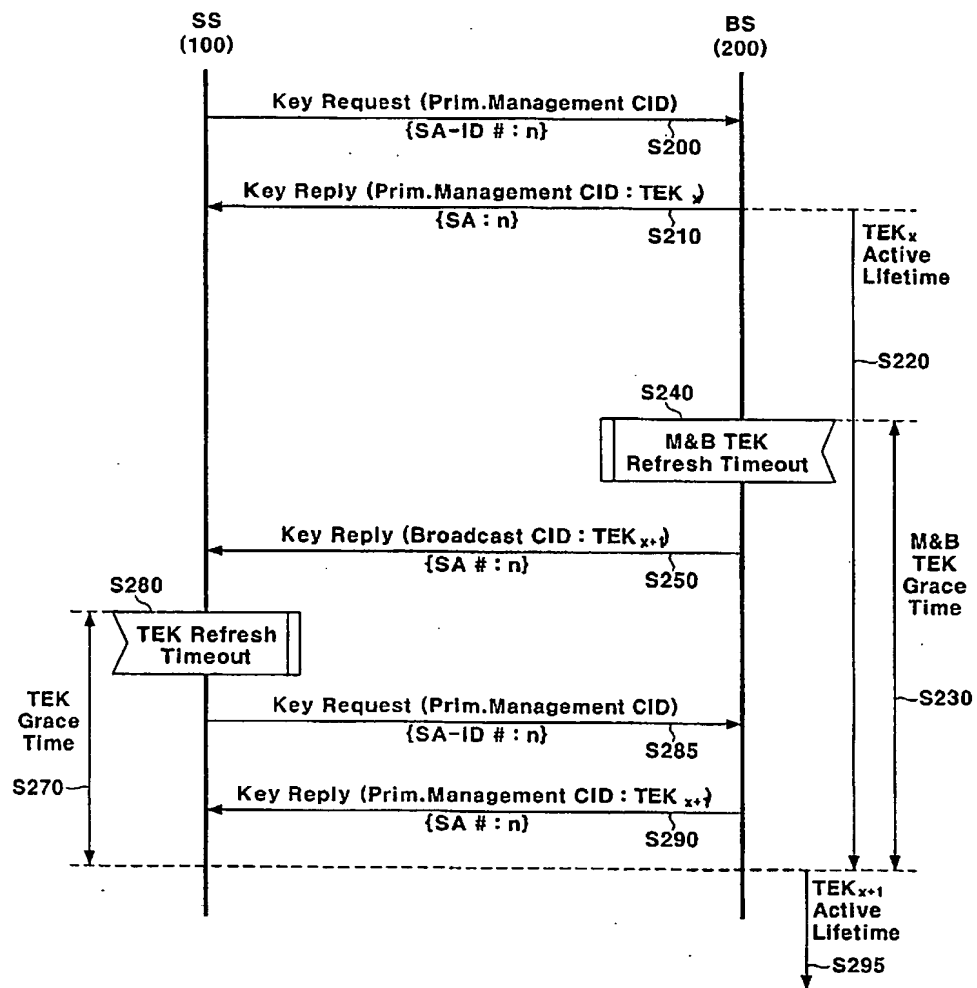 SS
(100)
BS
(200)
Key Request (Prim.Management CID)
{SA-ID # : n}
S200
Key Reply (Prim.Management CID : TEK x)
{SA : n}
S210
TEKx
Active
Lifetime
S220
S240
M&B TEK
Refresh Timeout
Key Reply (Broadcast CID : TEK x+1)
{SA # : n}
S250
M&B
TEK
Grace
Time
S230
S280
TEK Refresh
Timeout
TEK
Grace
Time
S270
Key Request (Prim.Management CID)
{SA-ID # : n}
S285
Key Reply (Prim.Management CID : TEK x+1)
{SA # : n}
S290
TEKx+1
Active
Lifetime
S295